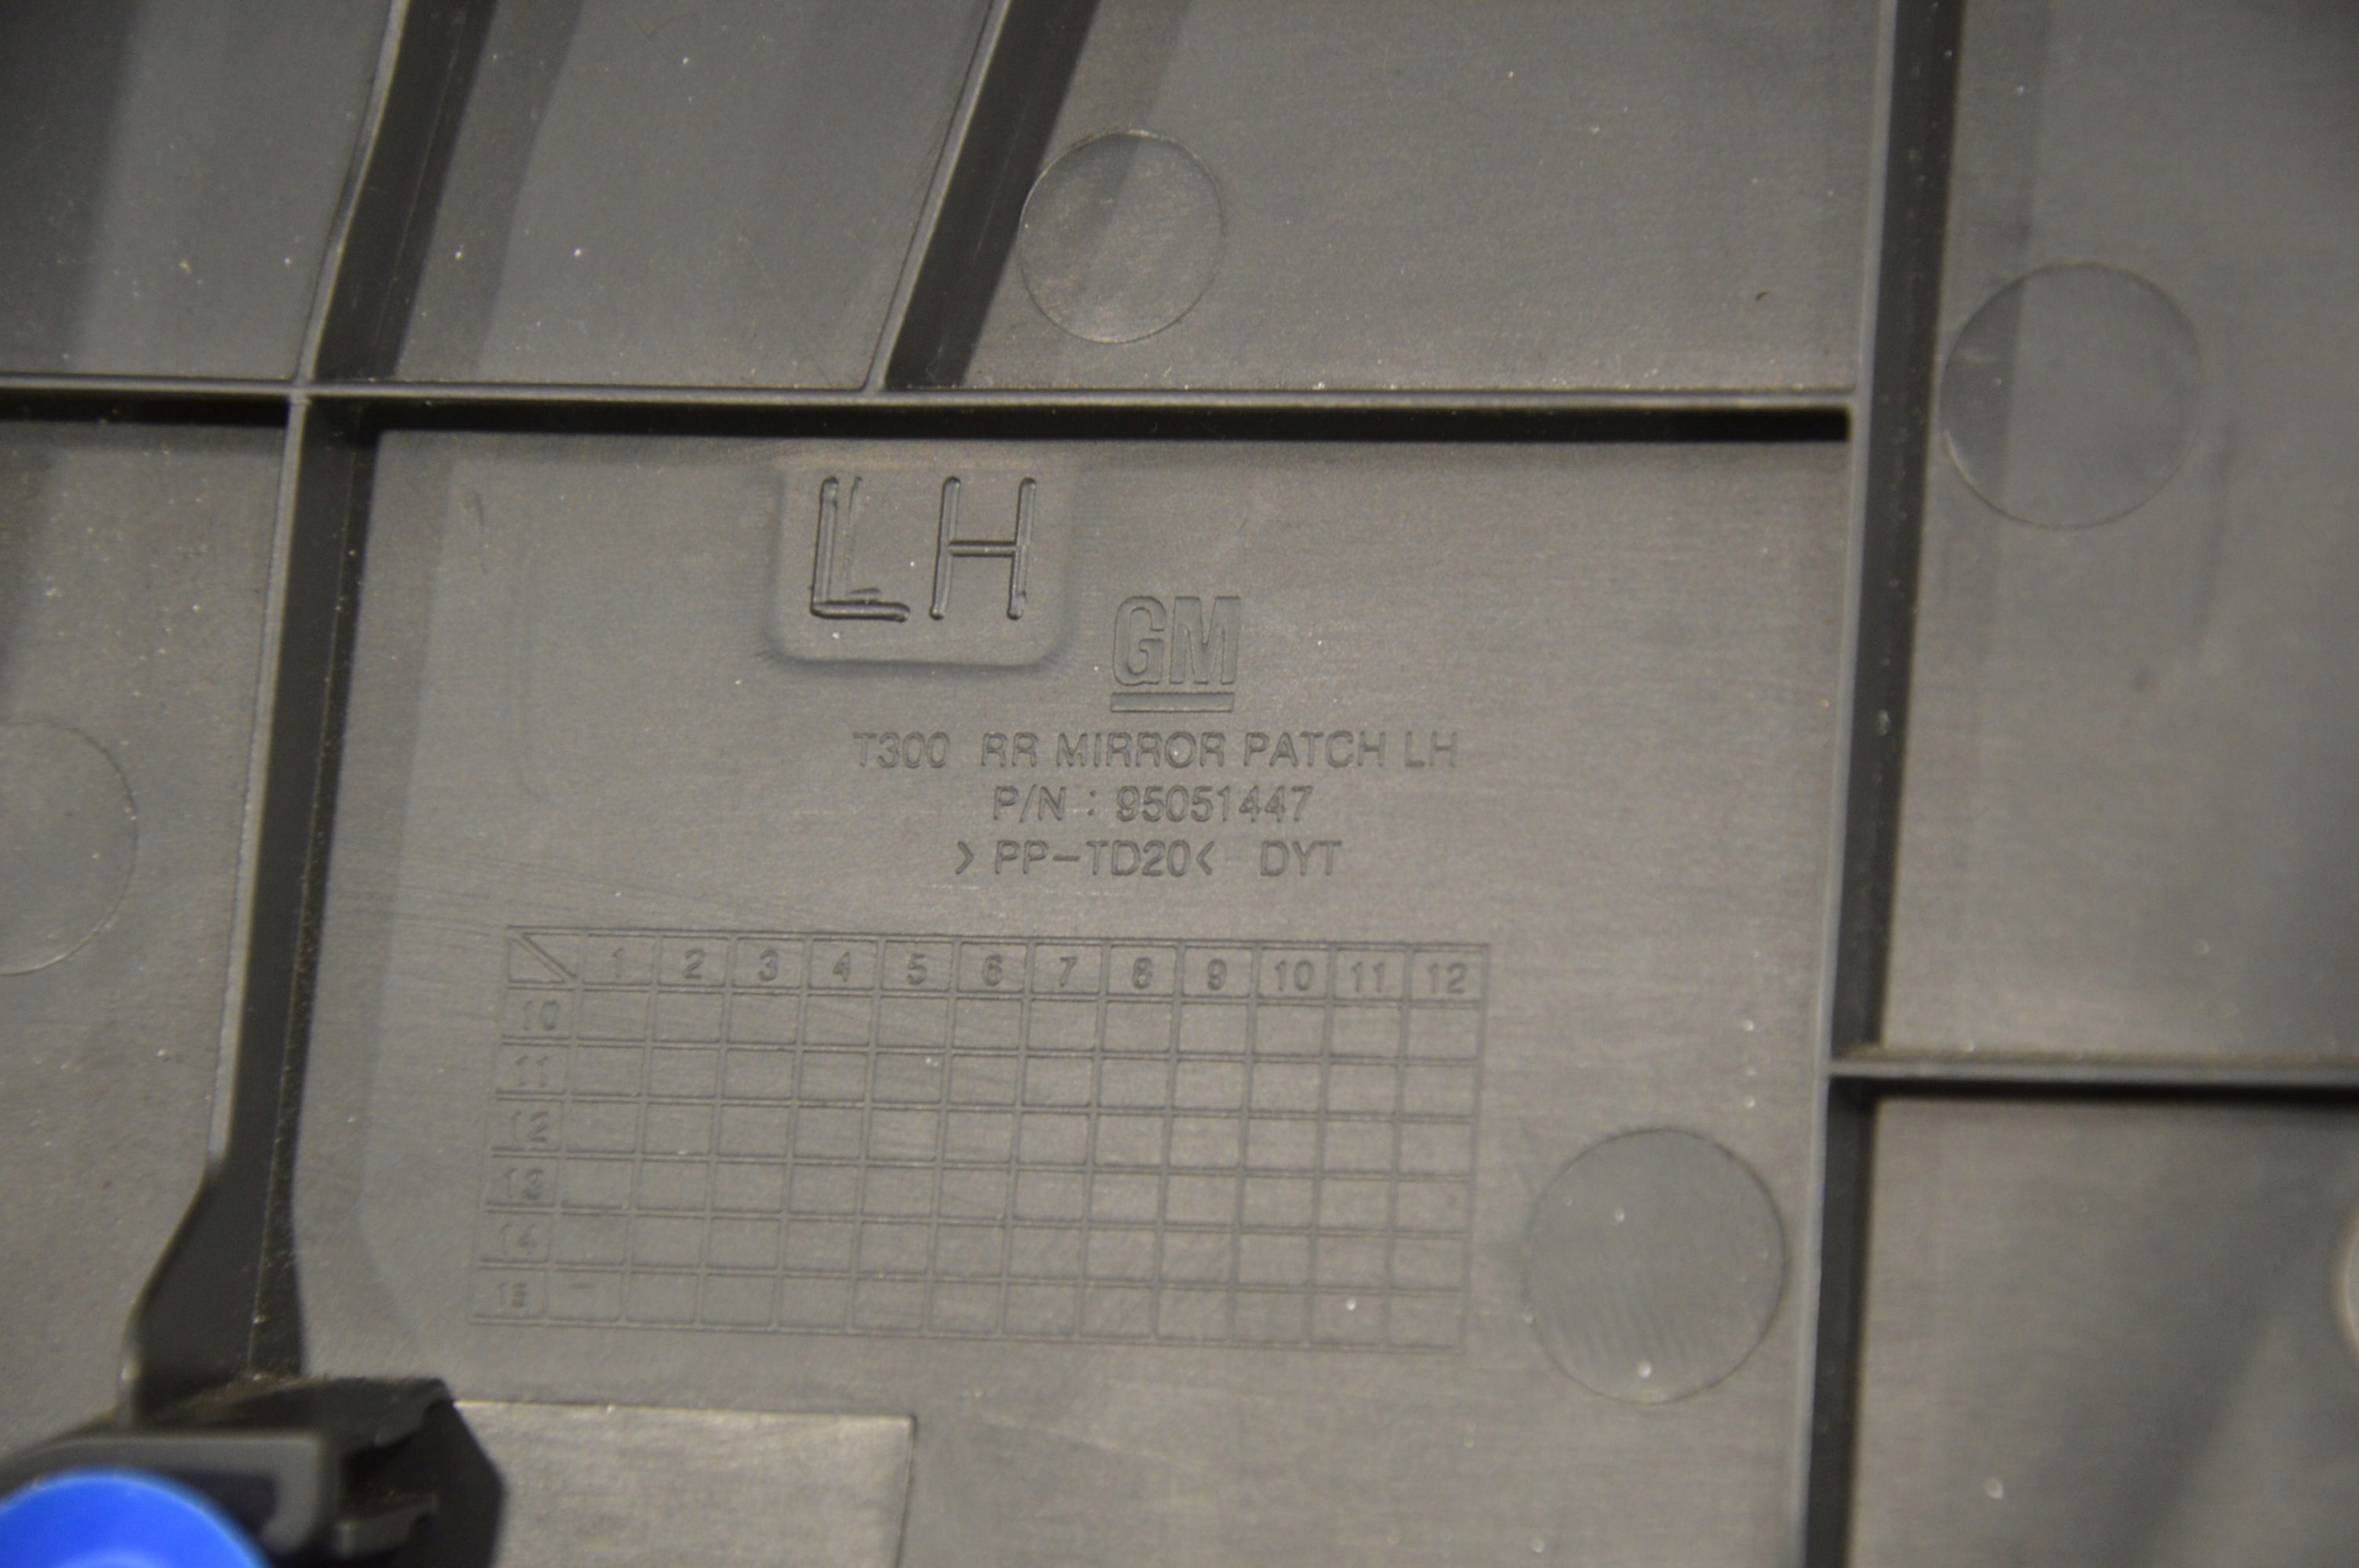 LH
GM
T300 RR MIRROR PATCH LH
P/N : 95051447
>PP-TD20< DYT
1 2 3 4 5 6 7 8 9 10 11 12
10
11
12
13
14
15